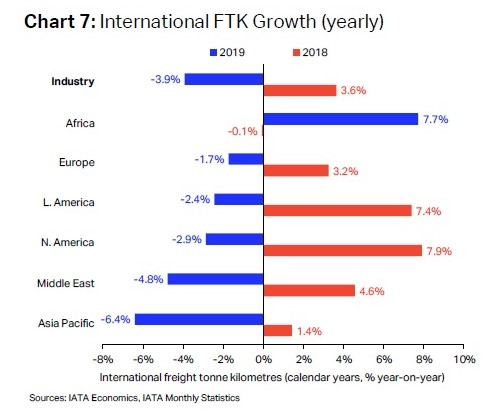 Chart 7: International FTK Growth (yearly)
2019 2018
Industry -3.9% 3.6%
Africa 7.7%
-0.1%
Europe -1.7% 3.2%
L. America -2.4% 7.4%
N. America -2.9% 7.9%
Middle East -4.8% 4.6%
Asia Pacific -6.4% 1.4%
-8% -6% -4% -2% 0% 2% 4% 6% 8% 10%
International freight tonne kilometres (calendar years, % year-on-year)
Sources: IATA Economics, IATA Monthly Statistics